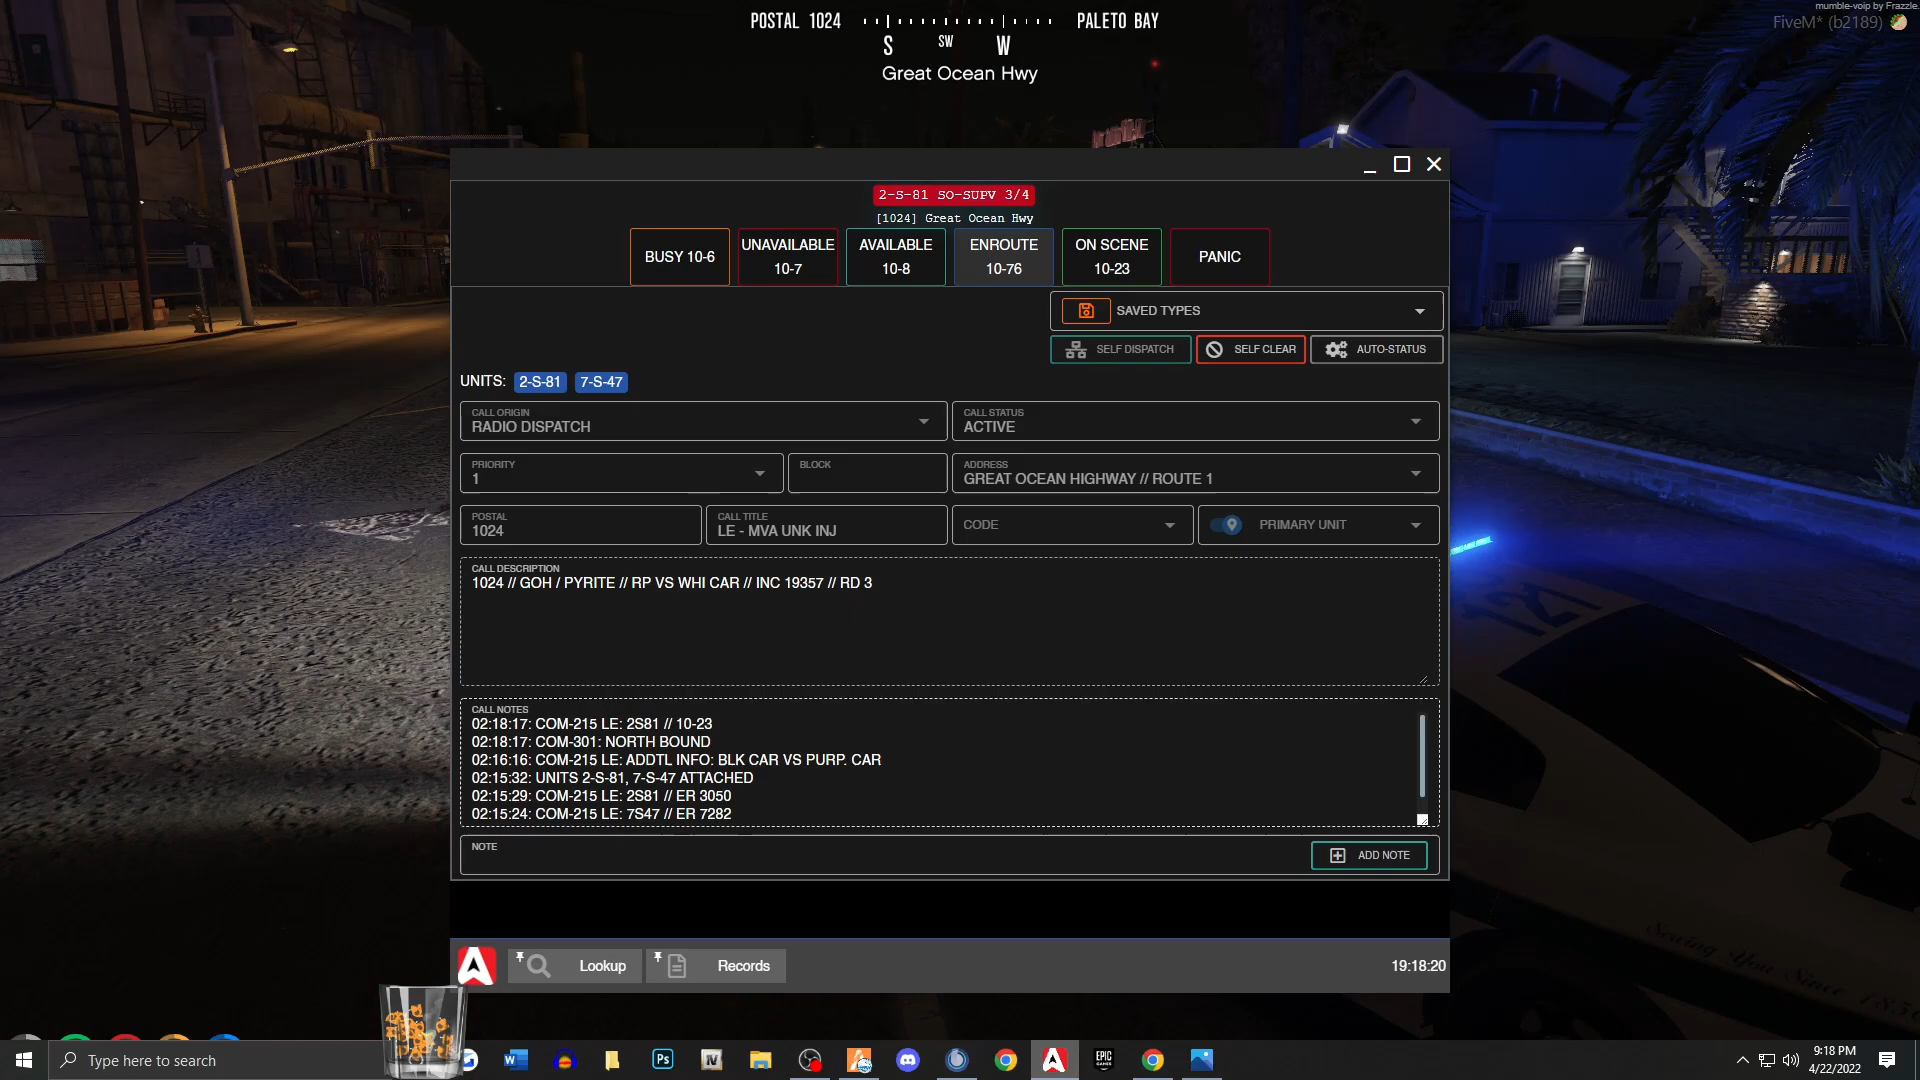 mumble-voip by Frazzle.
FiveM* (b2189)
POSTAL 1024
PALETO BAY
S SW W
Great Ocean Hwy
2-S-81 SO-SUPV 3/4
[1024] Great Ocean Hwy
BUSY 10-6
UNAVAILABLE
10-7
AVAILABLE
10-8
ENROUTE
10-76
ON SCENE
10-23
PANIC
SAVED TYPES
SELF DISPATCH
SELF CLEAR
AUTO-STATUS
UNITS: 2-S-81 7-S-47
CALL ORIGIN
RADIO DISPATCH
CALL STATUS
ACTIVE
PRIORITY
1
BLOCK
ADDRESS
GREAT OCEAN HIGHWAY // ROUTE 1
POSTAL
1024
CALL TITLE
LE - MVA UNK INJ
CODE
PRIMARY UNIT
CALL DESCRIPTION
1024 // GOH / PYRITE // RP VS WHI CAR // INC 19357 // RD 3
CALL NOTES
02:18:17: COM-215 LE: 2S81 // 10-23
02:18:17: COM-301: NORTH BOUND
02:16:16: COM-215 LE: ADDTL INFO: BLK CAR VS PURP. CAR
02:15:32: UNITS 2-S-81, 7-S-47 ATTACHED
02:15:29: COM-215 LE: 2S81 // ER 3050
02:15:24: COM-215 LE: 7S47 // ER 7282
NOTE
ADD NOTE
Lookup
Records
19:18:20
Type here to search
Ps
IV
EPIC
GAMES
9:18 PM
4/22/2022